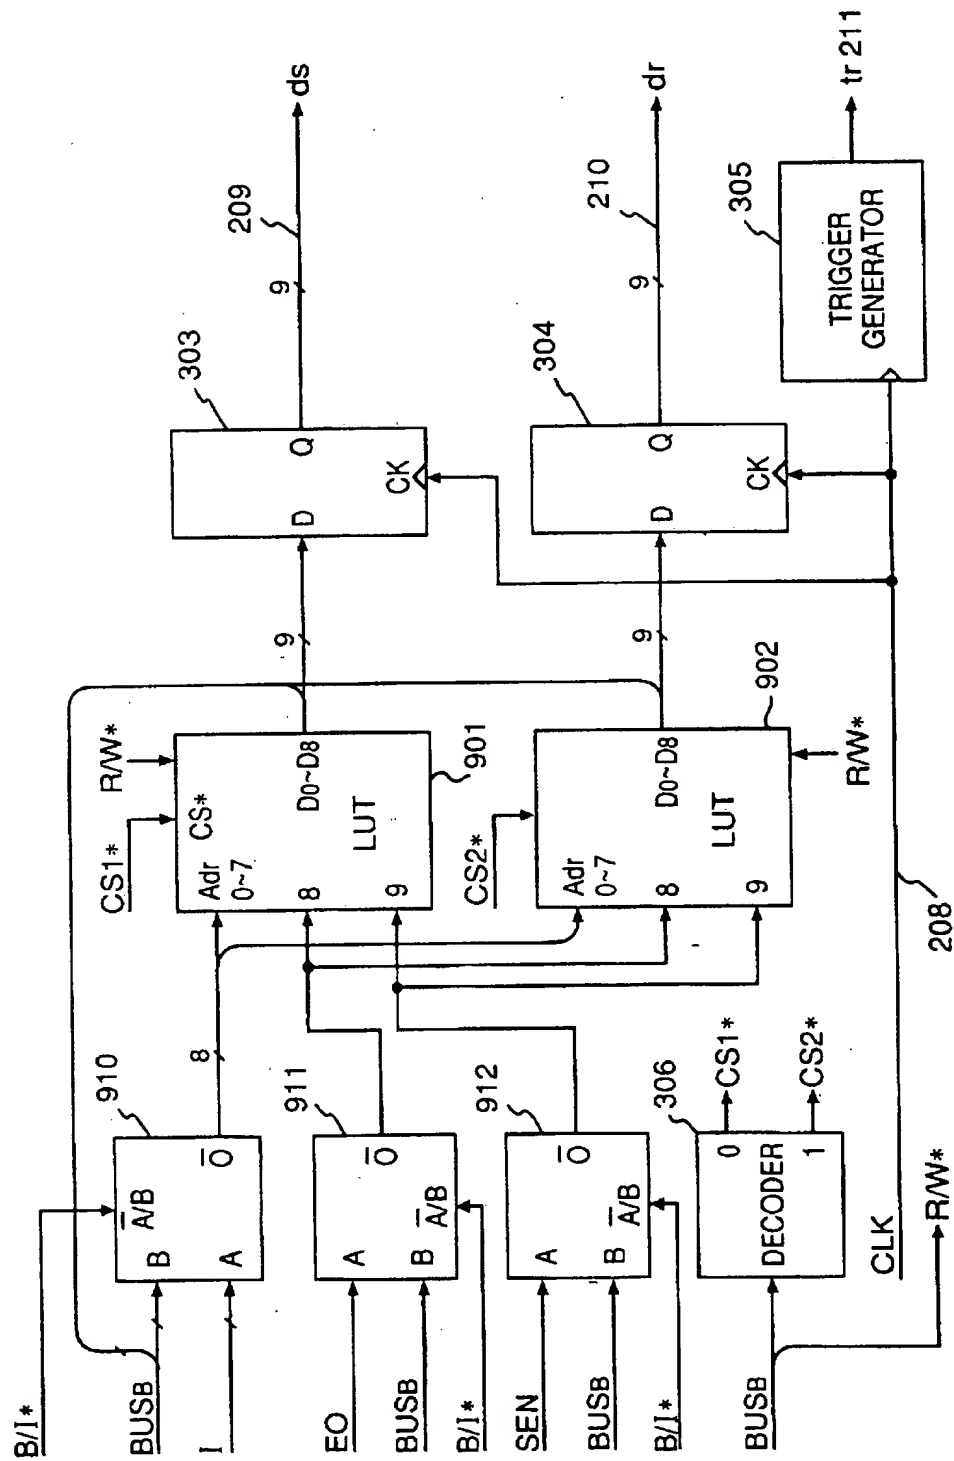 B/I*
BUSB
I
EO
BUSB
B/I*
SEN
BUSB
B/I*
BUSB
910
A/B
B
A
O
8
911
A
B
A/B
O
912
A
B
A/B
O
306
DECODER
0
1
CS1*
CS2*
CLK
R/W*
208
CS1*
R/W*
CS*
Adr
0~7
8
9
D0~D8
LUT
901
CS2*
Adr
0~7
8
9
D0~D8
LUT
902
R/W*
9
9
303
D
Q
CK
304
D
Q
CK
9
209
ds
9
210
dr
305
TRIGGER
GENERATOR
tr 211